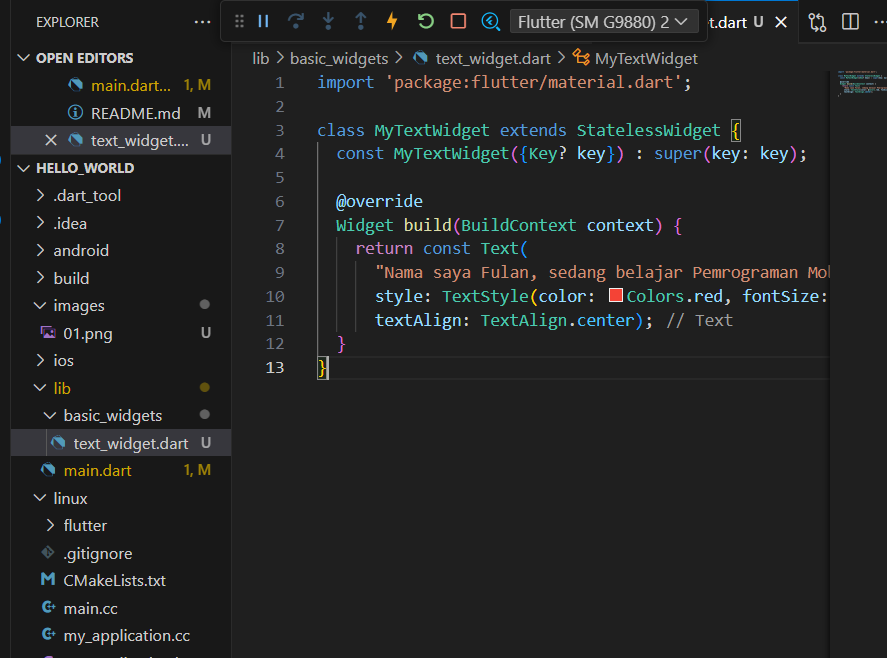 EXPLORER
OPEN EDITORS
main.dart... 1, M
README.md M
text_widget.... U
HELLO_WORLD
.dart_tool
.idea
android
build
images
01.png U
ios
lib
basic_widgets
text_widget.dart U
main.dart 1, M
linux
flutter
.gitignore
CMakeLists.txt
main.cc
my_application.cc
Flutter (SM G9880) 2
t.dart U
lib > basic_widgets > text_widget.dart > MyTextWidget
1 import 'package:flutter/material.dart';
2
3 class MyTextWidget extends StatelessWidget {
4 const MyTextWidget({Key? key}) : super(key: key);
5
6 @override
7 Widget build(BuildContext context) {
8 return const Text(
9 "Nama saya Fulan, sedang belajar Pemrograman Mo
10 style: TextStyle(color: Colors.red, fontSize:
11 textAlign: TextAlign.center); // Text
12 }
13 }